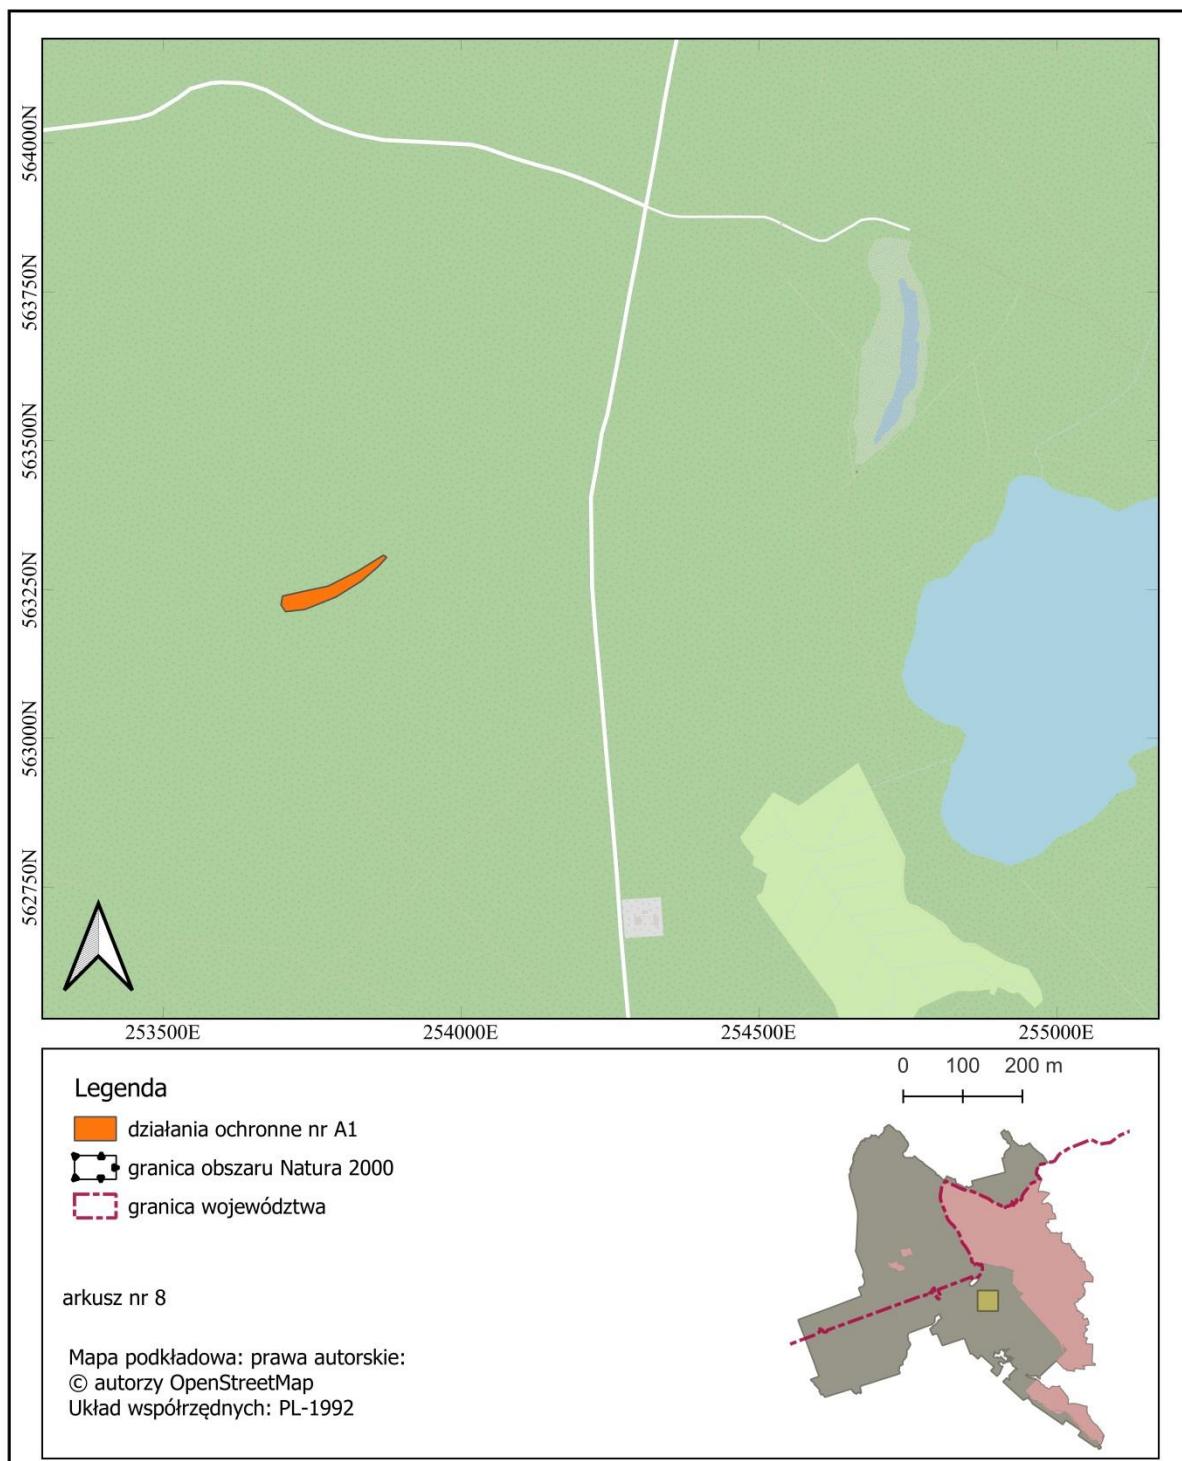 564000N
563750N
563500N
563250N
563000N
562750N
253500E
254000E
254500E
255000E
Legenda
działania ochronne nr A1
granica obszaru Natura 2000
granica województwa
arkusz nr 8
Mapa podkładowa: prawa autorskie:
© autorzy OpenStreetMap
Układ współrzędnych: PL-1992
0 100 200 m